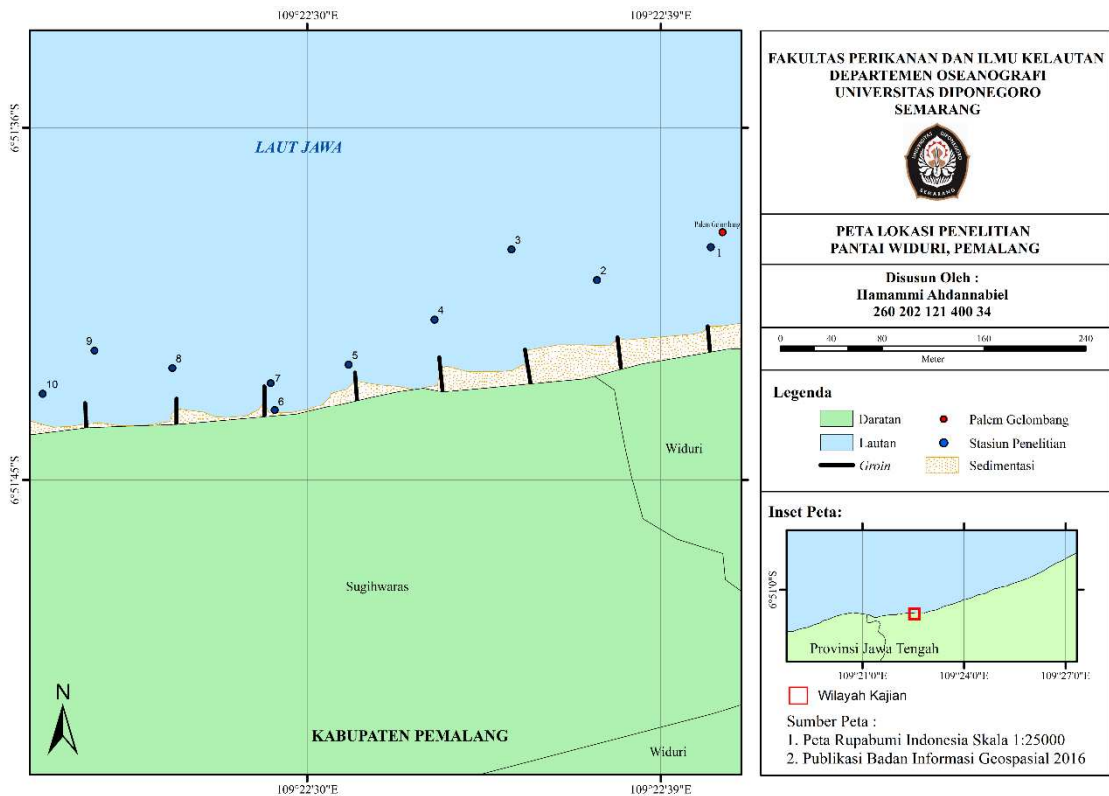 109°22'30"E 109°22'39"E
6°51'36"S
LAUT JAWA
Palem Gelombang
1
2
3
4
5
6
7
8
9
10
6°51'45"S
Widuri
Sugihwaras
N
KABUPATEN PEMALANG
Widuri
109°22'30"E 109°22'39"E
FAKULTAS PERIKANAN DAN ILMU KELAUTAN
DEPARTEMEN OSEANOGRAFI
UNIVERSITAS DIPONEGORO
SEMARANG
UNIVERSITAS DIPONEGORO
SEMARANG
PETA LOKASI PENELITIAN
PANTAI WIDURI, PEMALANG
Disusun Oleh :
Hamammi Ahdannabiel
260 202 121 400 34
0 40 80 160 240
Meter
Legenda
Daratan Palem Gelombang
Lautan Stasiun Penelitian
Groin Sedimentasi
Inset Peta:
6°51'0"S
Provinsi Jawa Tengah
109°21'0"E 109°24'0"E 109°27'0"E
Wilayah Kajian
Sumber Peta :
1. Peta Rupabumi Indonesia Skala 1:25000
2. Publikasi Badan Informasi Geospasial 2016